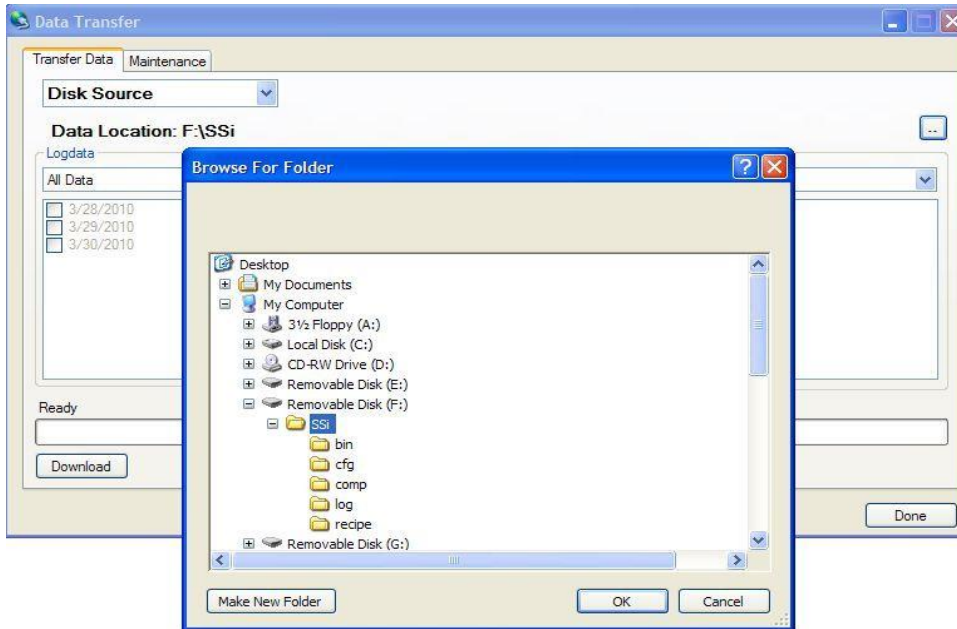 Data Transfer
Transfer Data Maintenance
Disk Source
Data Location: F:\SSi
..
Logdata
All Data
3/28/2010
3/29/2010
3/30/2010
Ready
Download
Done
Browse For Folder
Desktop
My Documents
My Computer
3½ Floppy (A:)
Local Disk (C:)
CD-RW Drive (D:)
Removable Disk (E:)
Removable Disk (F:)
SSi
bin
cfg
comp
log
recipe
Removable Disk (G:)
Make New Folder OK Cancel